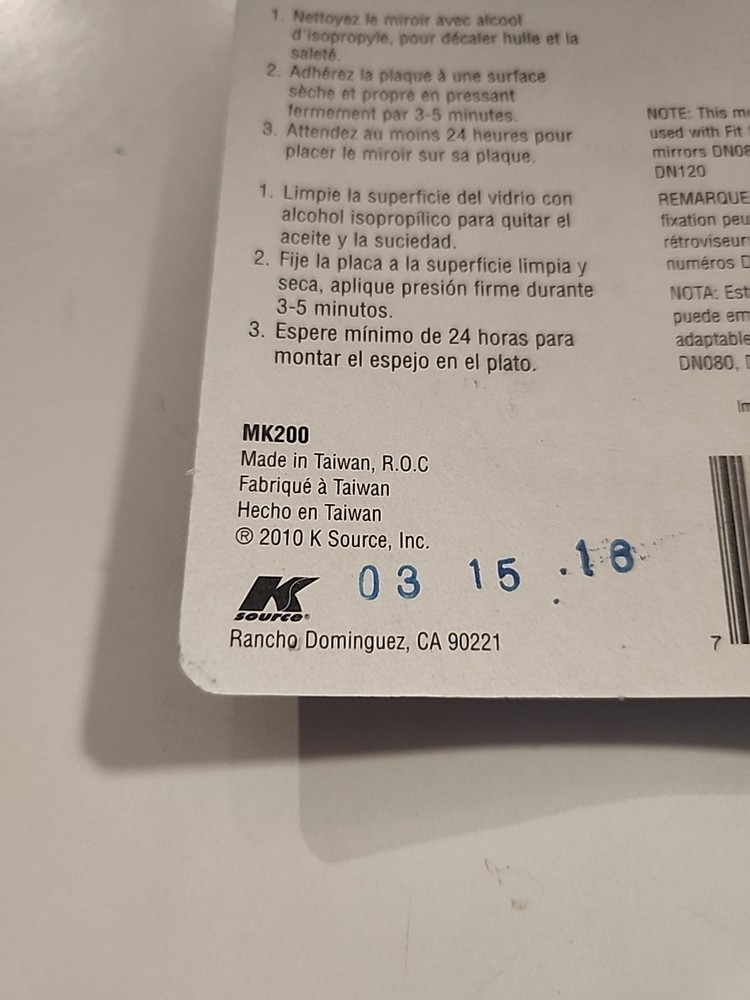 1. Nettoyez le miroir avec alcool
d'isopropyle, pour décaler huile et la
saleté.
2. Adhérez la plaque à une surface
sèche et propre en pressant
fermement par 3-5 minutes.
3. Attendez au moins 24 heures pour
placer le miroir sur sa plaque.
1. Limpie la superficie del vidrio con
alcohol isopropílico para quitar el
aceite y la suciedad.
2. Fije la placa a la superficie limpia y
seca, aplique presión firme durante
3-5 minutos.
3. Espere mínimo de 24 horas para
montar el espejo en el plato.
MK200
Made in Taiwan, R.O.C
Fabriqué à Taiwan
Hecho en Taiwan
® 2010 K Source, Inc.
03 15 .18
K
source®
Rancho Dominguez, CA 90221
NOTE: This
used with Fit
mirrors
DN120
REMARQUE
fixation
numéros
NOTA:
puede
DN080,
7